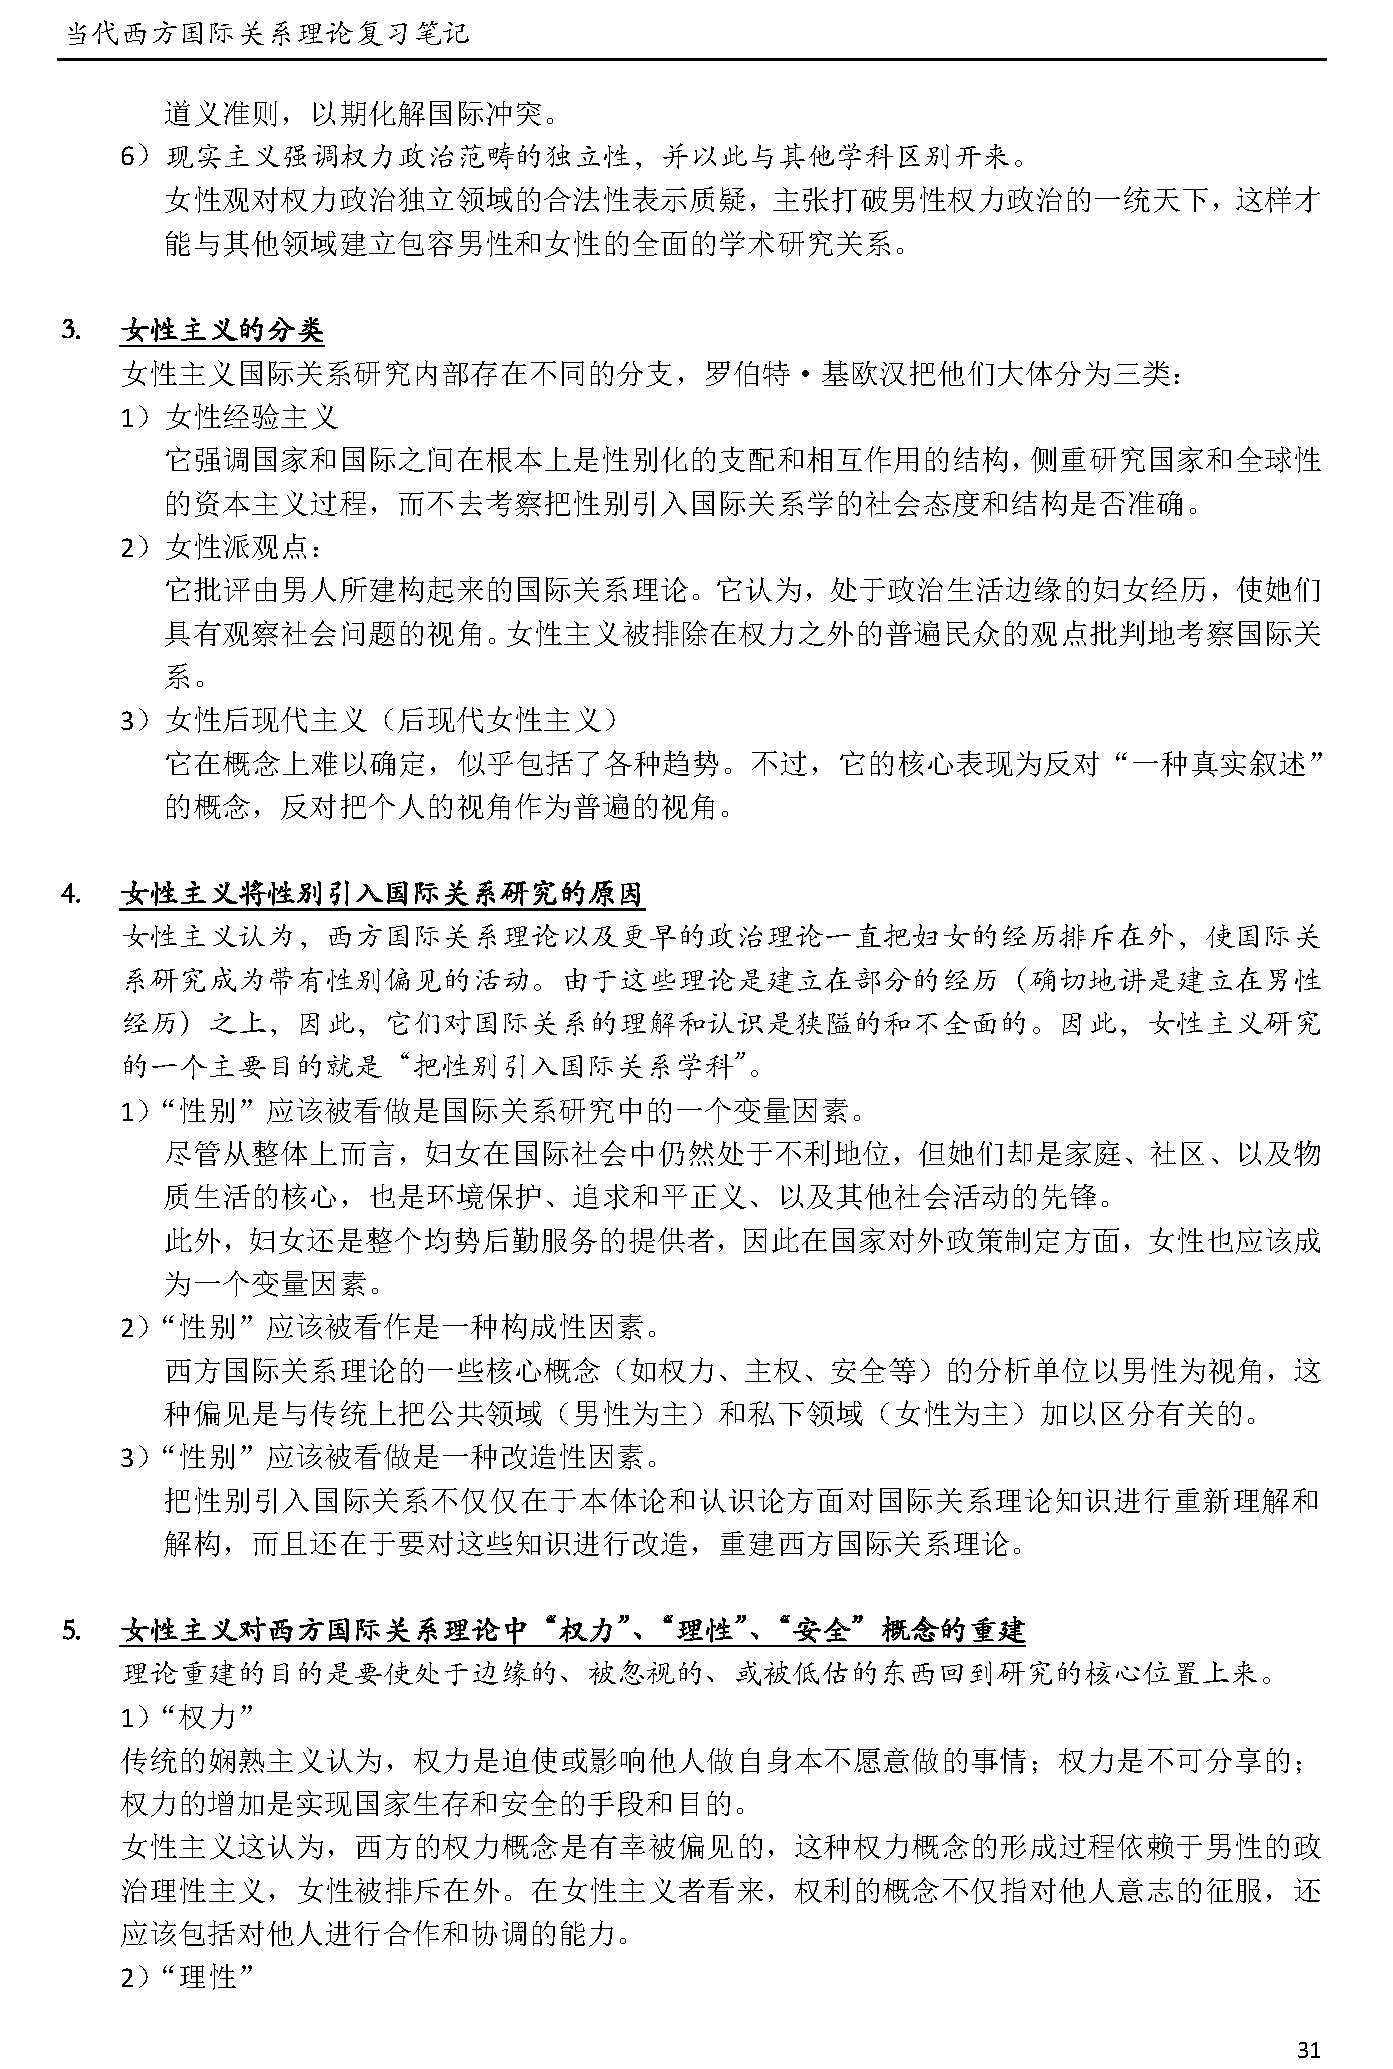 当代西方国际关系理论复习笔记
道义准则，以期化解国际冲突。
6）现实主义强调权力政治范畴的独立性，并以此与其他学科区别开来。
女性观对权力政治独立领域的合法性表示质疑，主张打破男性权力政治的一统天下，这样才
能与其他领域建立包容男性和女性的全面的学术研究关系。
3. 女性主义的分类
女性主义国际关系研究内部存在不同的分支，罗伯特·基欧汉把他们大体分为三类：
1）女性经验主义
它强调国家和国际之间在根本上是性别化的支配和相互作用的结构，侧重研究国家和全球性
的资本主义过程，而不去考察把性别引入国际关系学的社会态度和结构是否准确。
2）女性派观点：
它批评由男人所建构起来的国际关系理论。它认为，处于政治生活边缘的妇女经历，使她们
具有观察社会问题的视角。女性主义被排除在权力之外的普遍民众的观点批判地考察国际关
系。
3）女性后现代主义（后现代女性主义）
它在概念上难以确定，似乎包括了各种趋势。不过，它的核心表现为反对“一种真实叙述”
的概念，反对把个人的视角作为普遍的视角。
4. 女性主义将性别引入国际关系研究的原因
女性主义认为，西方国际关系理论以及更早的政治理论一直把妇女的经历排斥在外，使国际关
系研究成为带有性别偏见的活动。由于这些理论是建立在部分的经历（确切地讲是建立在男性
经历）之上，因此，它们对国际关系的理解和认识是狭隘的和不全面的。因此，女性主义研究
的一个主要目的就是“把性别引入国际关系学科”。
1）“性别”应该被看做是国际关系研究中的一个变量因素。
尽管从整体上而言，妇女在国际社会中仍然处于不利地位，但她们却是家庭、社区、以及物
质生活的核心，也是环境保护、追求和平正义、以及其他社会活动的先锋。
此外，妇女还是整个均势后勤服务的提供者，因此在国家对外政策制定方面，女性也应该成
为一个变量因素。
2）“性别”应该被看作是一种构成性因素。
西方国际关系理论的一些核心概念（如权力、主权、安全等）的分析单位以男性为视角，这
种偏见是与传统上把公共领域（男性为主）和私下领域（女性为主）加以区分有关的。
3）“性别”应该被看做是一种改造性因素。
把性别引入国际关系不仅仅在于本体论和认识论方面对国际关系理论知识进行重新理解和
解构，而且还在于要对这些知识进行改造，重建西方国际关系理论。
5. 女性主义对西方国际关系理论中“权力”、“理性”、“安全”概念的重建
理论重建的目的是要使处于边缘的、被忽视的、或被低估的东西回到研究的核心位置上来。
1）“权力”
传统的娴熟主义认为，权力是迫使或影响他人做自身本不愿意做的事情；权力是不可分享的；
权力的增加是实现国家生存和安全的手段和目的。
女性主义这认为，西方的权力概念是有幸被偏见的，这种权力概念的形成过程依赖于男性的政
治理性主义，女性被排斥在外。在女性主义者看来，权利的概念不仅指对他人意志的征服，还
应该包括对他人进行合作和协调的能力。
2）“理性”
31